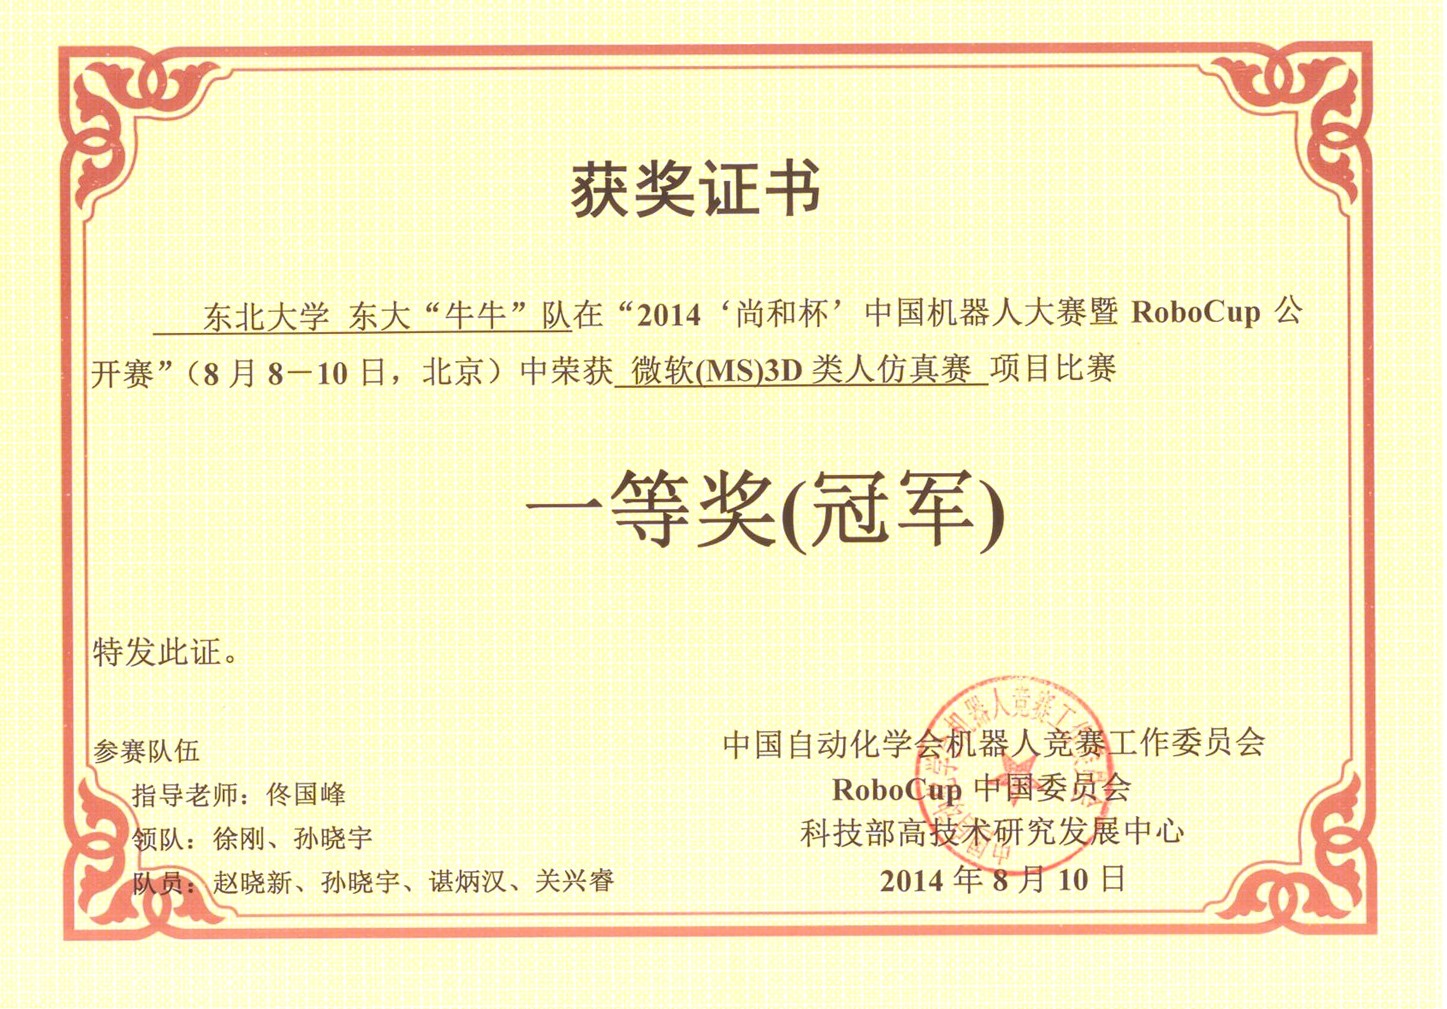 获奖证书
东北大学 东大“牛牛”队在“2014‘尚和杯’中国机器人大赛暨 RoboCup 公
开赛”（8 月 8－10 日，北京）中荣获 微软(MS)3D 类人仿真赛 项目比赛
一等奖(冠军)
特发此证。
参赛队伍
指导老师：佟国峰
领队：徐刚、孙晓宇
队员：赵晓新、孙晓宇、谌炳汉、关兴睿
中国自动化学会机器人竞赛工作委员会
RoboCup 中国委员会
科技部高技术研究发展中心
2014 年 8 月 10 日
中国自动化学会机器人竞赛工作委员会